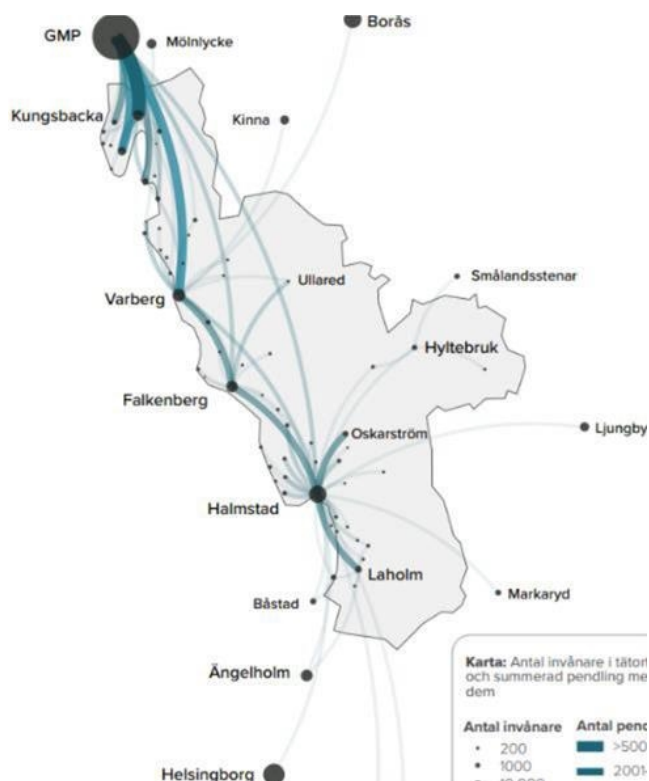 GMP
Borås
Mölnlycke
Kungsbacka
Kinna
Ullared
Smålandsstenar
Varberg
Hyltebruk
Falkenberg
Oskarström
Ljungby
Halmstad
Laholm
Markaryd
Båstad
Ängelholm
Helsingborg
Karta: Antal invånare i tätor
och summerad pendling me
dem
Antal invånare
Antal pend
200
>500
1000
2001-